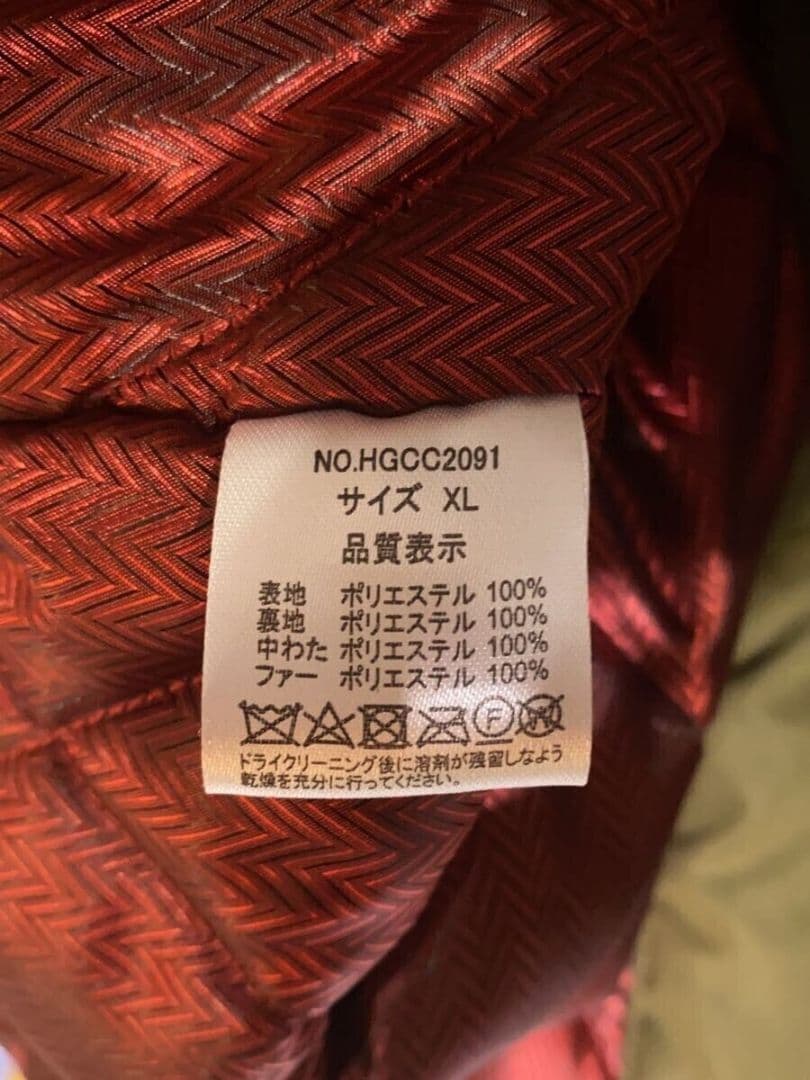 NO.HGCC2091
サイズ XL
品質表示
表地 ポリエステル 100%
裏地 ポリエステル 100%
中わた ポリエステル 100%
ファー ポリエステル 100%
F W
ドライクリーニング後に溶剤が残留しなよう
乾燥を充分に行ってください。